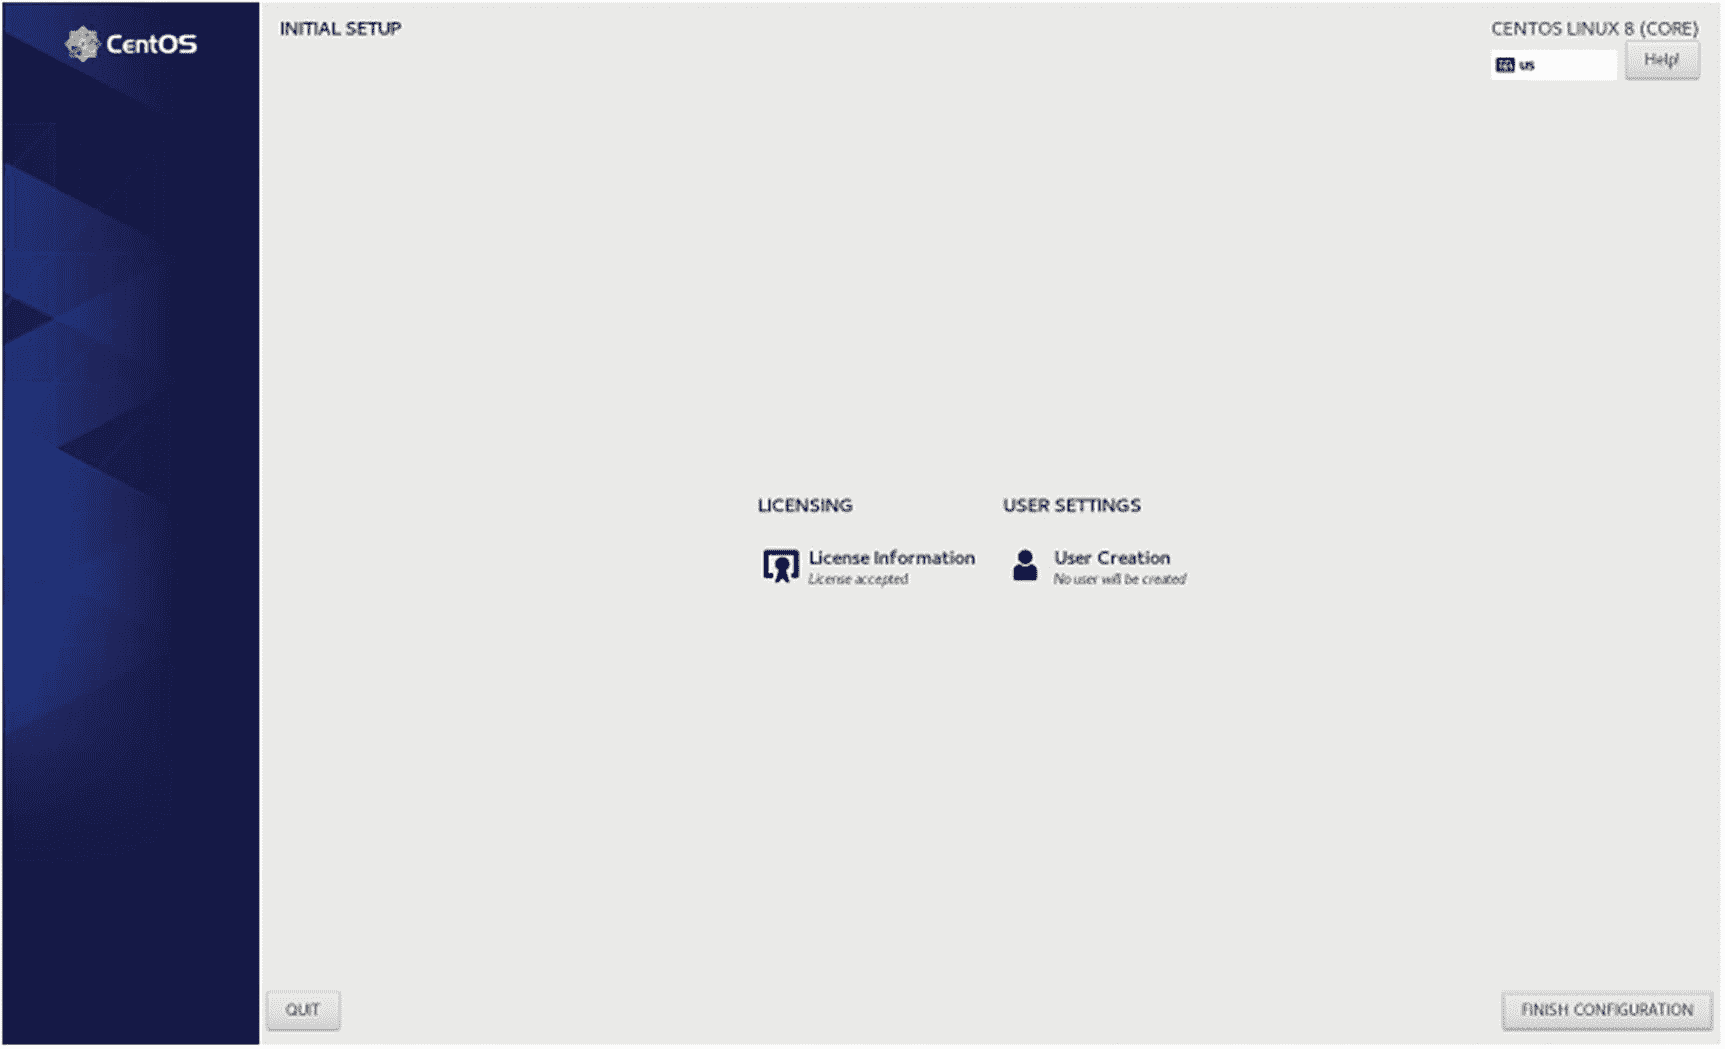 CentOS
INITIAL SETUP
CENTOS LINUX 8 (CORE)
us
Help!
LICENSING
License Information
License accepted
USER SETTINGS
User Creation
No user will be created
QUIT
FINISH CONFIGURATION